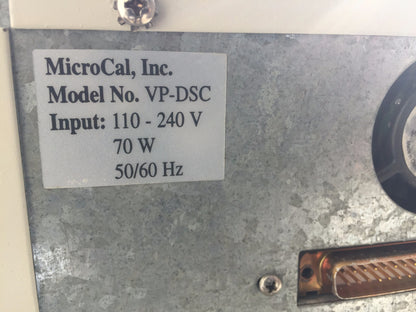 MicroCal, Inc.
Model No. VP-DSC
Input: 110 - 240 V
70 W
50/60 Hz